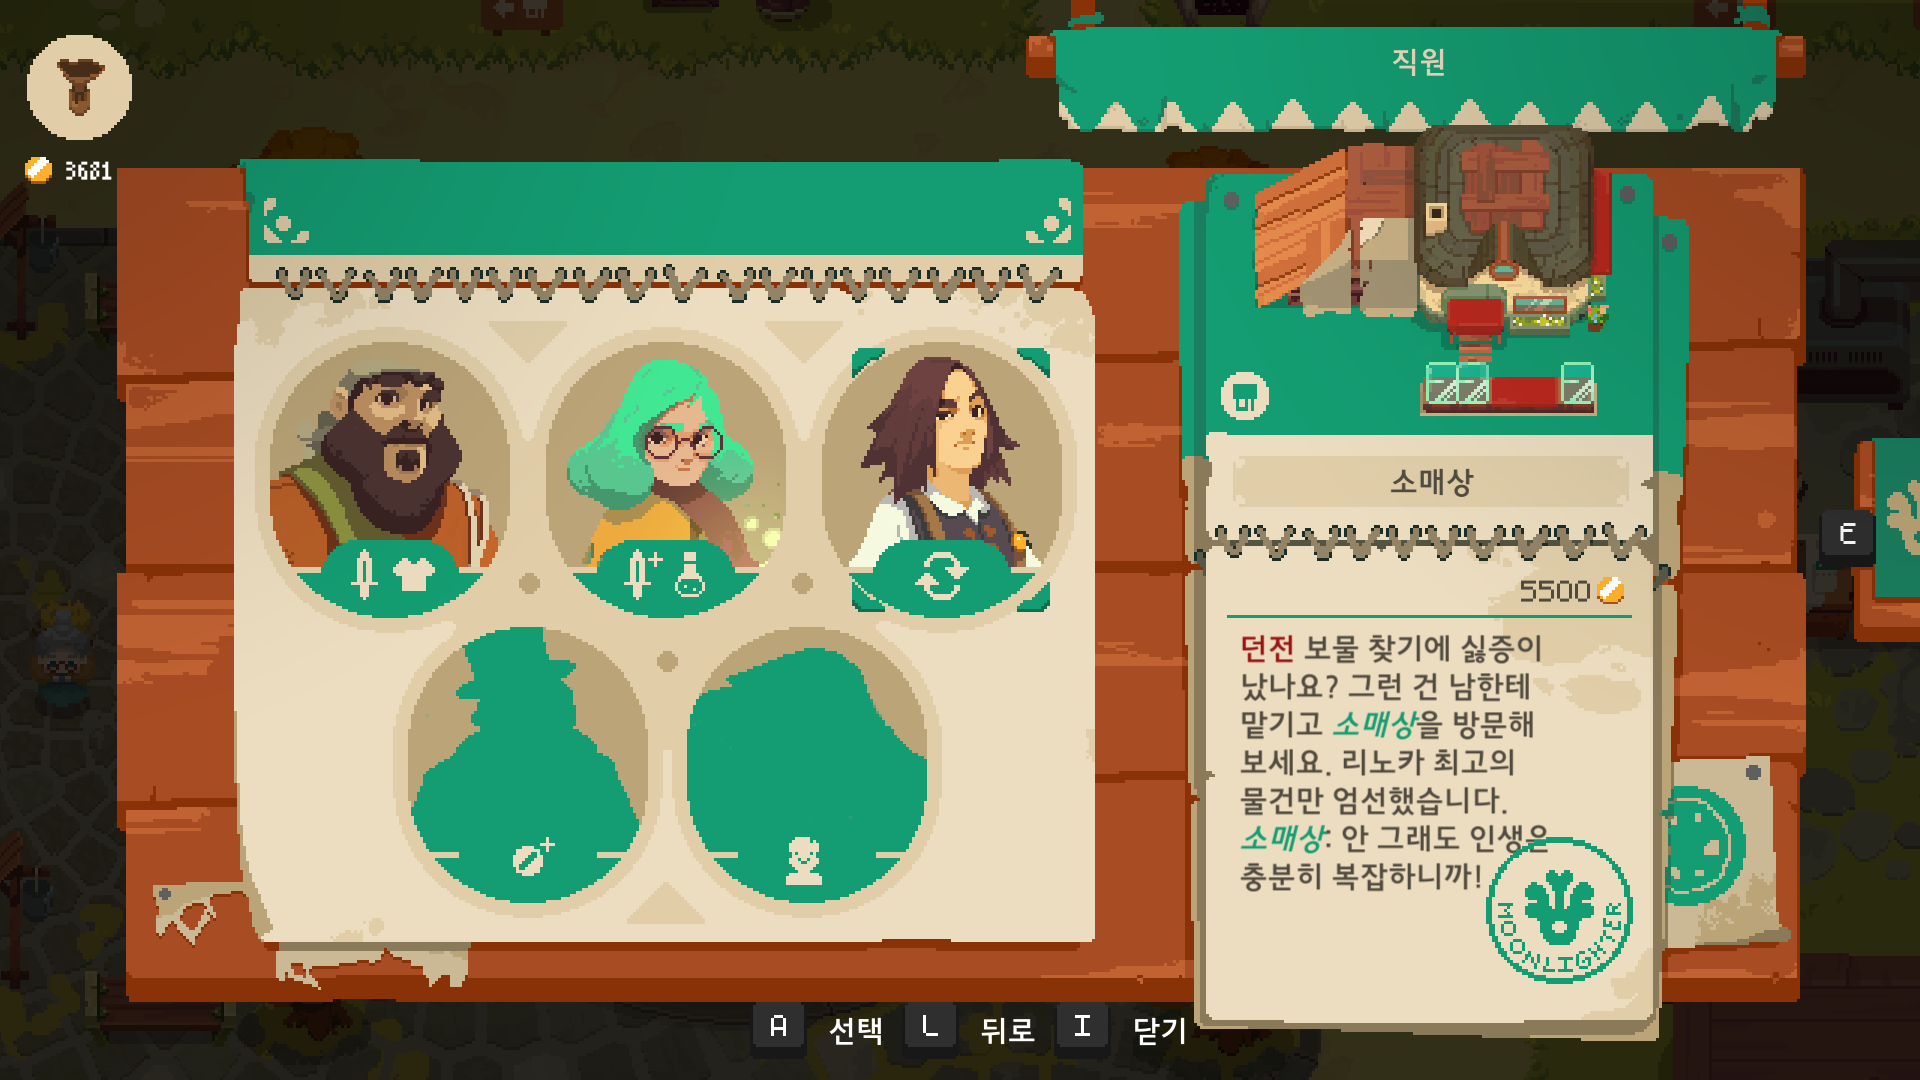 직원
3681
소매상
E
5500
던전 보물 찾기에 싫증이
났나요? 그런 건 남한테
맡기고 소매상을 방문해
보세요. 리노카 최고의
물건만 엄선했습니다.
소매상: 안 그래도 인생은
충분히 복잡하니까!
MOONLIGHTER
A 선택 L 뒤로 I 닫기